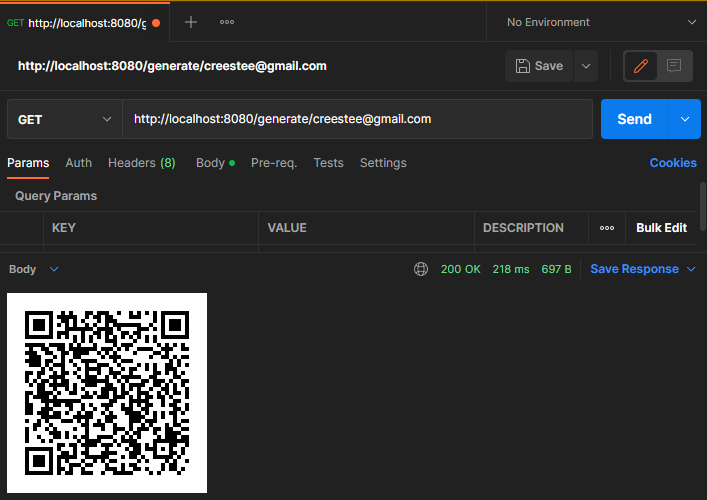 GET http://localhost:8080/g
No Environment
http://localhost:8080/generate/creestee@gmail.com
Save
GET http://localhost:8080/generate/creestee@gmail.com Send
Params Auth Headers (8) Body Pre-req. Tests Settings Cookies
Query Params
KEY VALUE DESCRIPTION Bulk Edit
Body 200 OK 218 ms 697 B Save Response